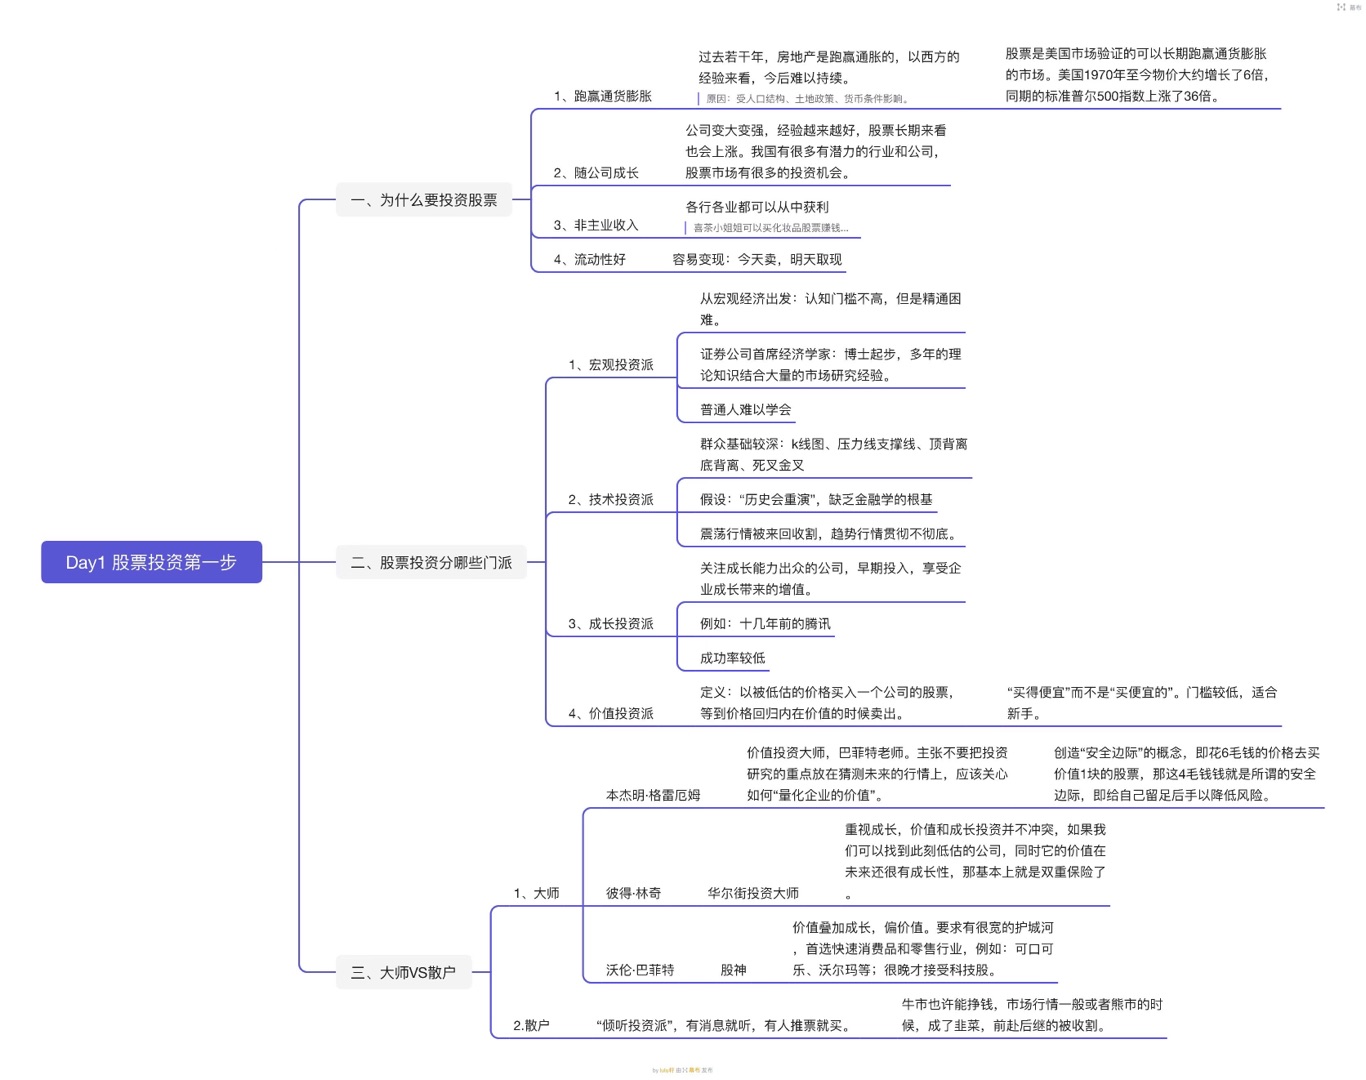 幕布
Day1 股票投资第一步
一、为什么要投资股票
1、跑赢通货膨胀
过去若干年，房地产是跑赢通胀的，以西方的
经验来看，今后难以持续。
原因：受人口结构、土地政策、货币条件影响。
股票是美国市场验证的可以长期跑赢通货膨胀
的市场。美国1970年至今物价大约增长了6倍，
同期的标准普尔500指数上涨了36倍。
2、随公司成长
公司变大变强，经验越来越好，股票长期来看
也会上涨。我国有很多有潜力的行业和公司，
股票市场有很多的投资机会。
3、非主业收入
各行各业都可以从中获利
喜茶小姐姐可以买化妆品股票赚钱...
4、流动性好
容易变现：今天卖，明天取现
二、股票投资分哪些门派
1、宏观投资派
从宏观经济出发：认知门槛不高，但是精通困
难。
证券公司首席经济学家：博士起步，多年的理
论知识结合大量的市场研究经验。
普通人难以学会
2、技术投资派
群众基础较深：k线图、压力线支撑线、顶背离
底背离、死叉金叉
假设：“历史会重演”，缺乏金融学的根基
震荡行情被来回收割，趋势行情贯彻不彻底。
3、成长投资派
关注成长能力出众的公司，早期投入，享受企
业成长带来的增值。
例如：十几年前的腾讯
成功率较低
4、价值投资派
定义：以被低估的价格买入一个公司的股票，
等到价格回归内在价值的时候卖出。
“买得便宜”而不是“买便宜的”。门槛较低，适合
新手。
三、大师VS散户
1、大师
本杰明·格雷厄姆
价值投资大师，巴菲特老师。主张不要把投资
研究的重点放在猜测未来的行情上，应该关心
如何“量化企业的价值”。
创造“安全边际”的概念，即花6毛钱的价格去买
价值1块的股票，那这4毛钱钱就是所谓的安全
边际，即给自己留足后手以降低风险。
彼得·林奇
华尔街投资大师
重视成长，价值和成长投资并不冲突，如果我
们可以找到此刻低估的公司，同时它的价值在
未来还很有成长性，那基本上就是双重保险了
。
沃伦·巴菲特
股神
价值叠加成长，偏价值。要求有很宽的护城河
，首选快速消费品和零售行业，例如：可口可
乐、沃尔玛等；很晚才接受科技股。
2.散户
“倾听投资派”，有消息就听，有人推票就买。
牛市也许能挣钱，市场行情一般或者熊市的时
候，成了韭菜，前赴后继的被收割。